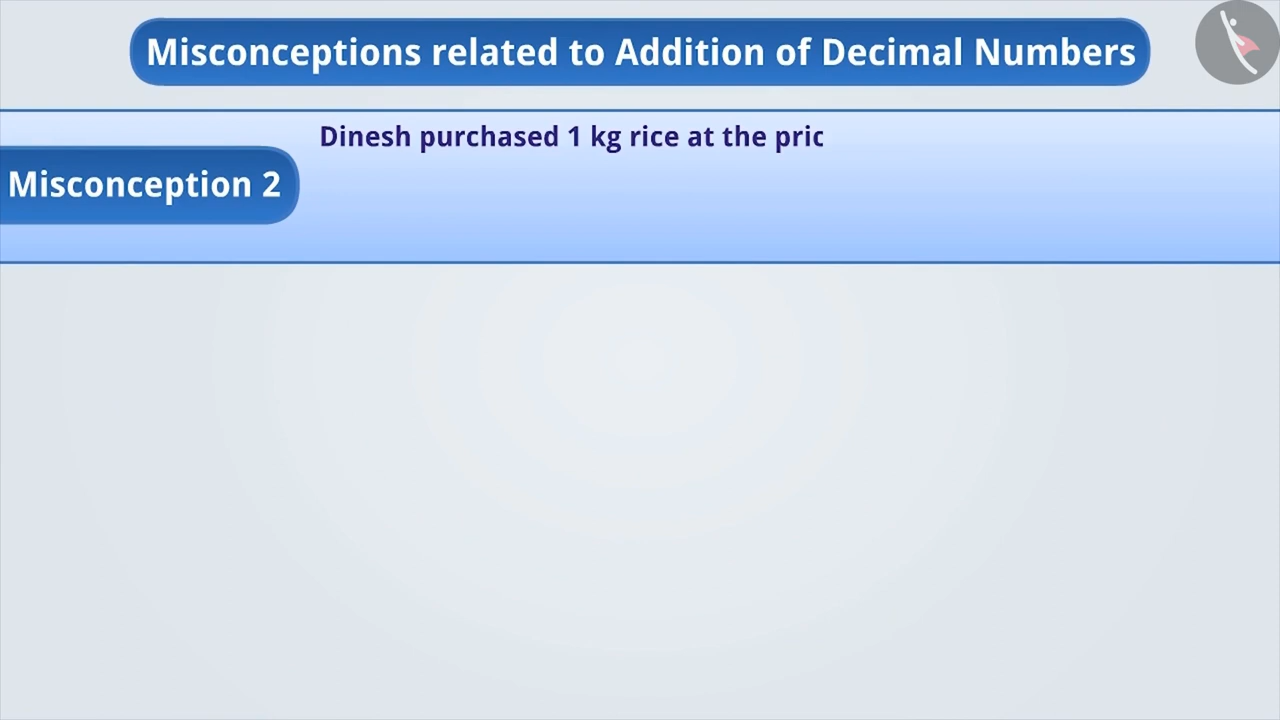 Misconceptions related to Addition of Decimal Numbers
Dinesh purchased 1 kg rice at the pric
Misconception 2